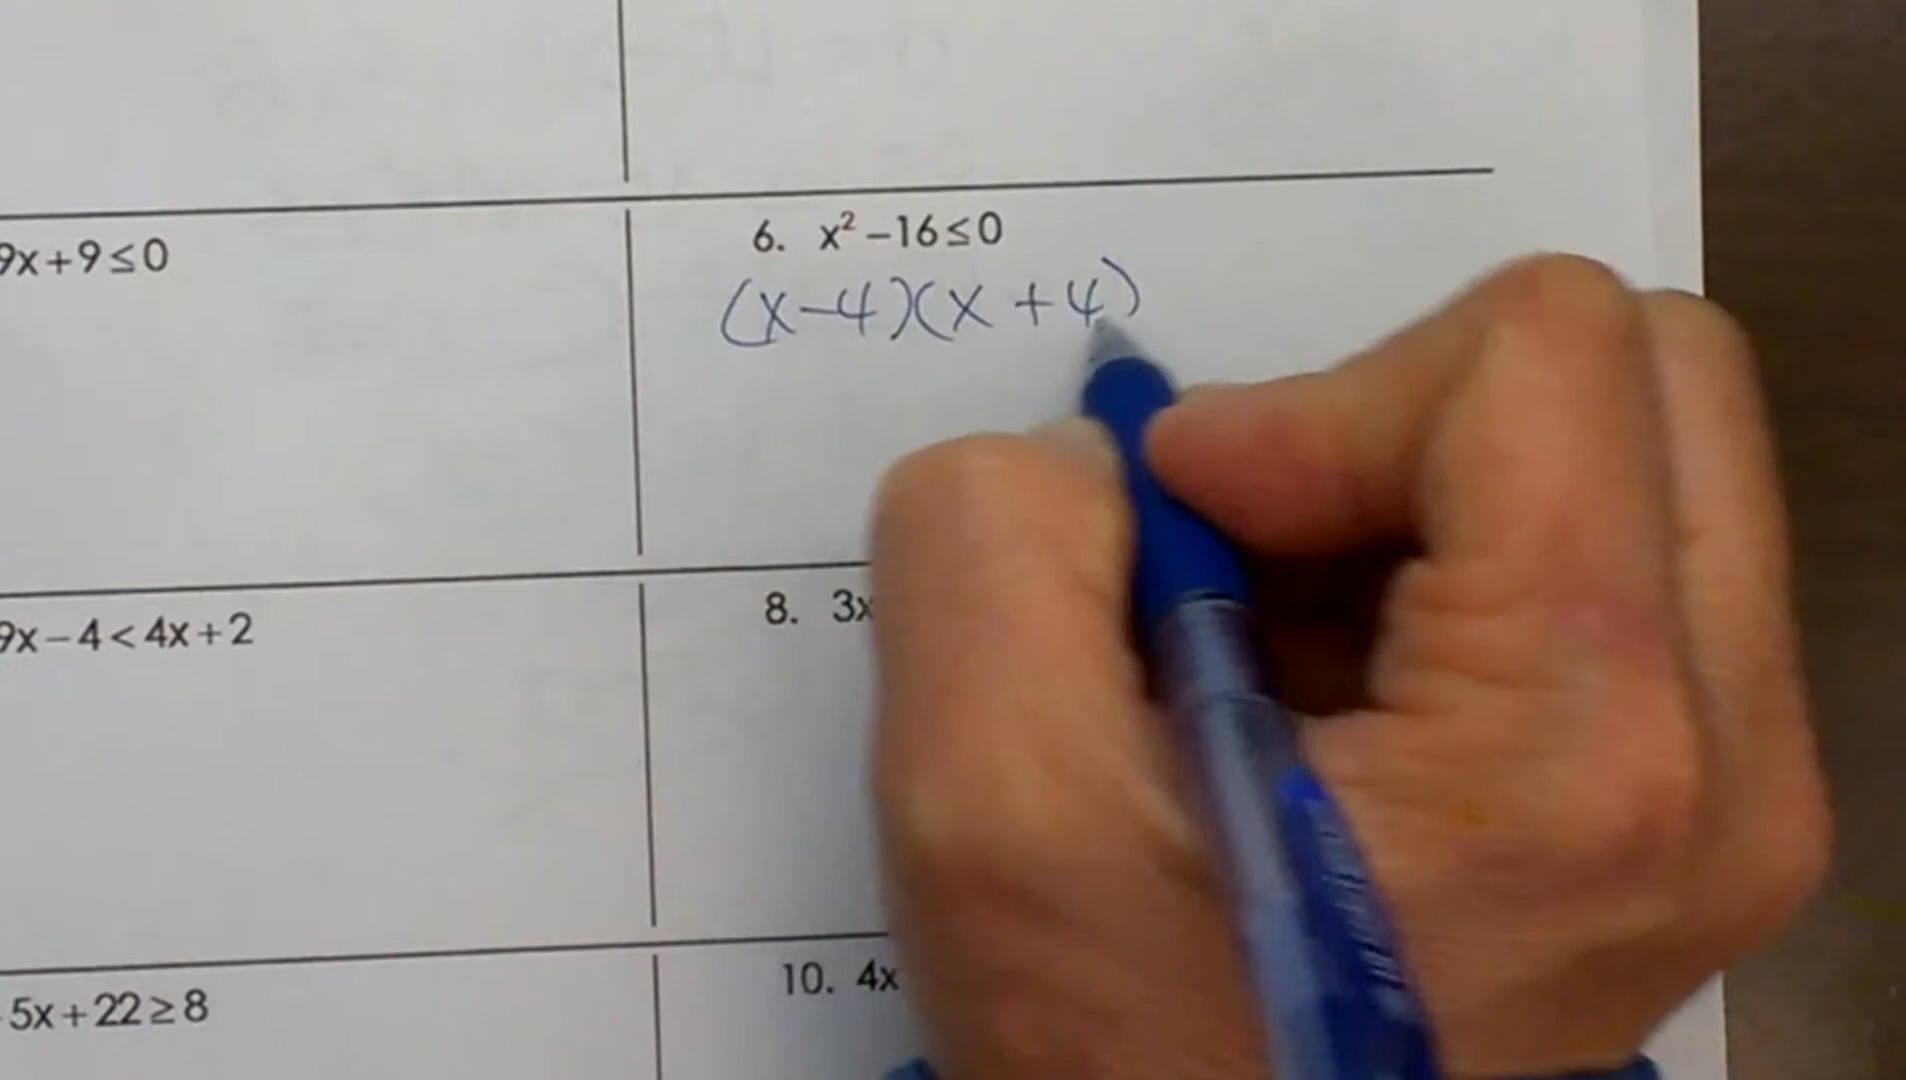 9x+9≤0
6. x²-16≤0
(x-4)(x+4)
9x-4<4x+2
8. 3x
5x+22≥8
10. 4x